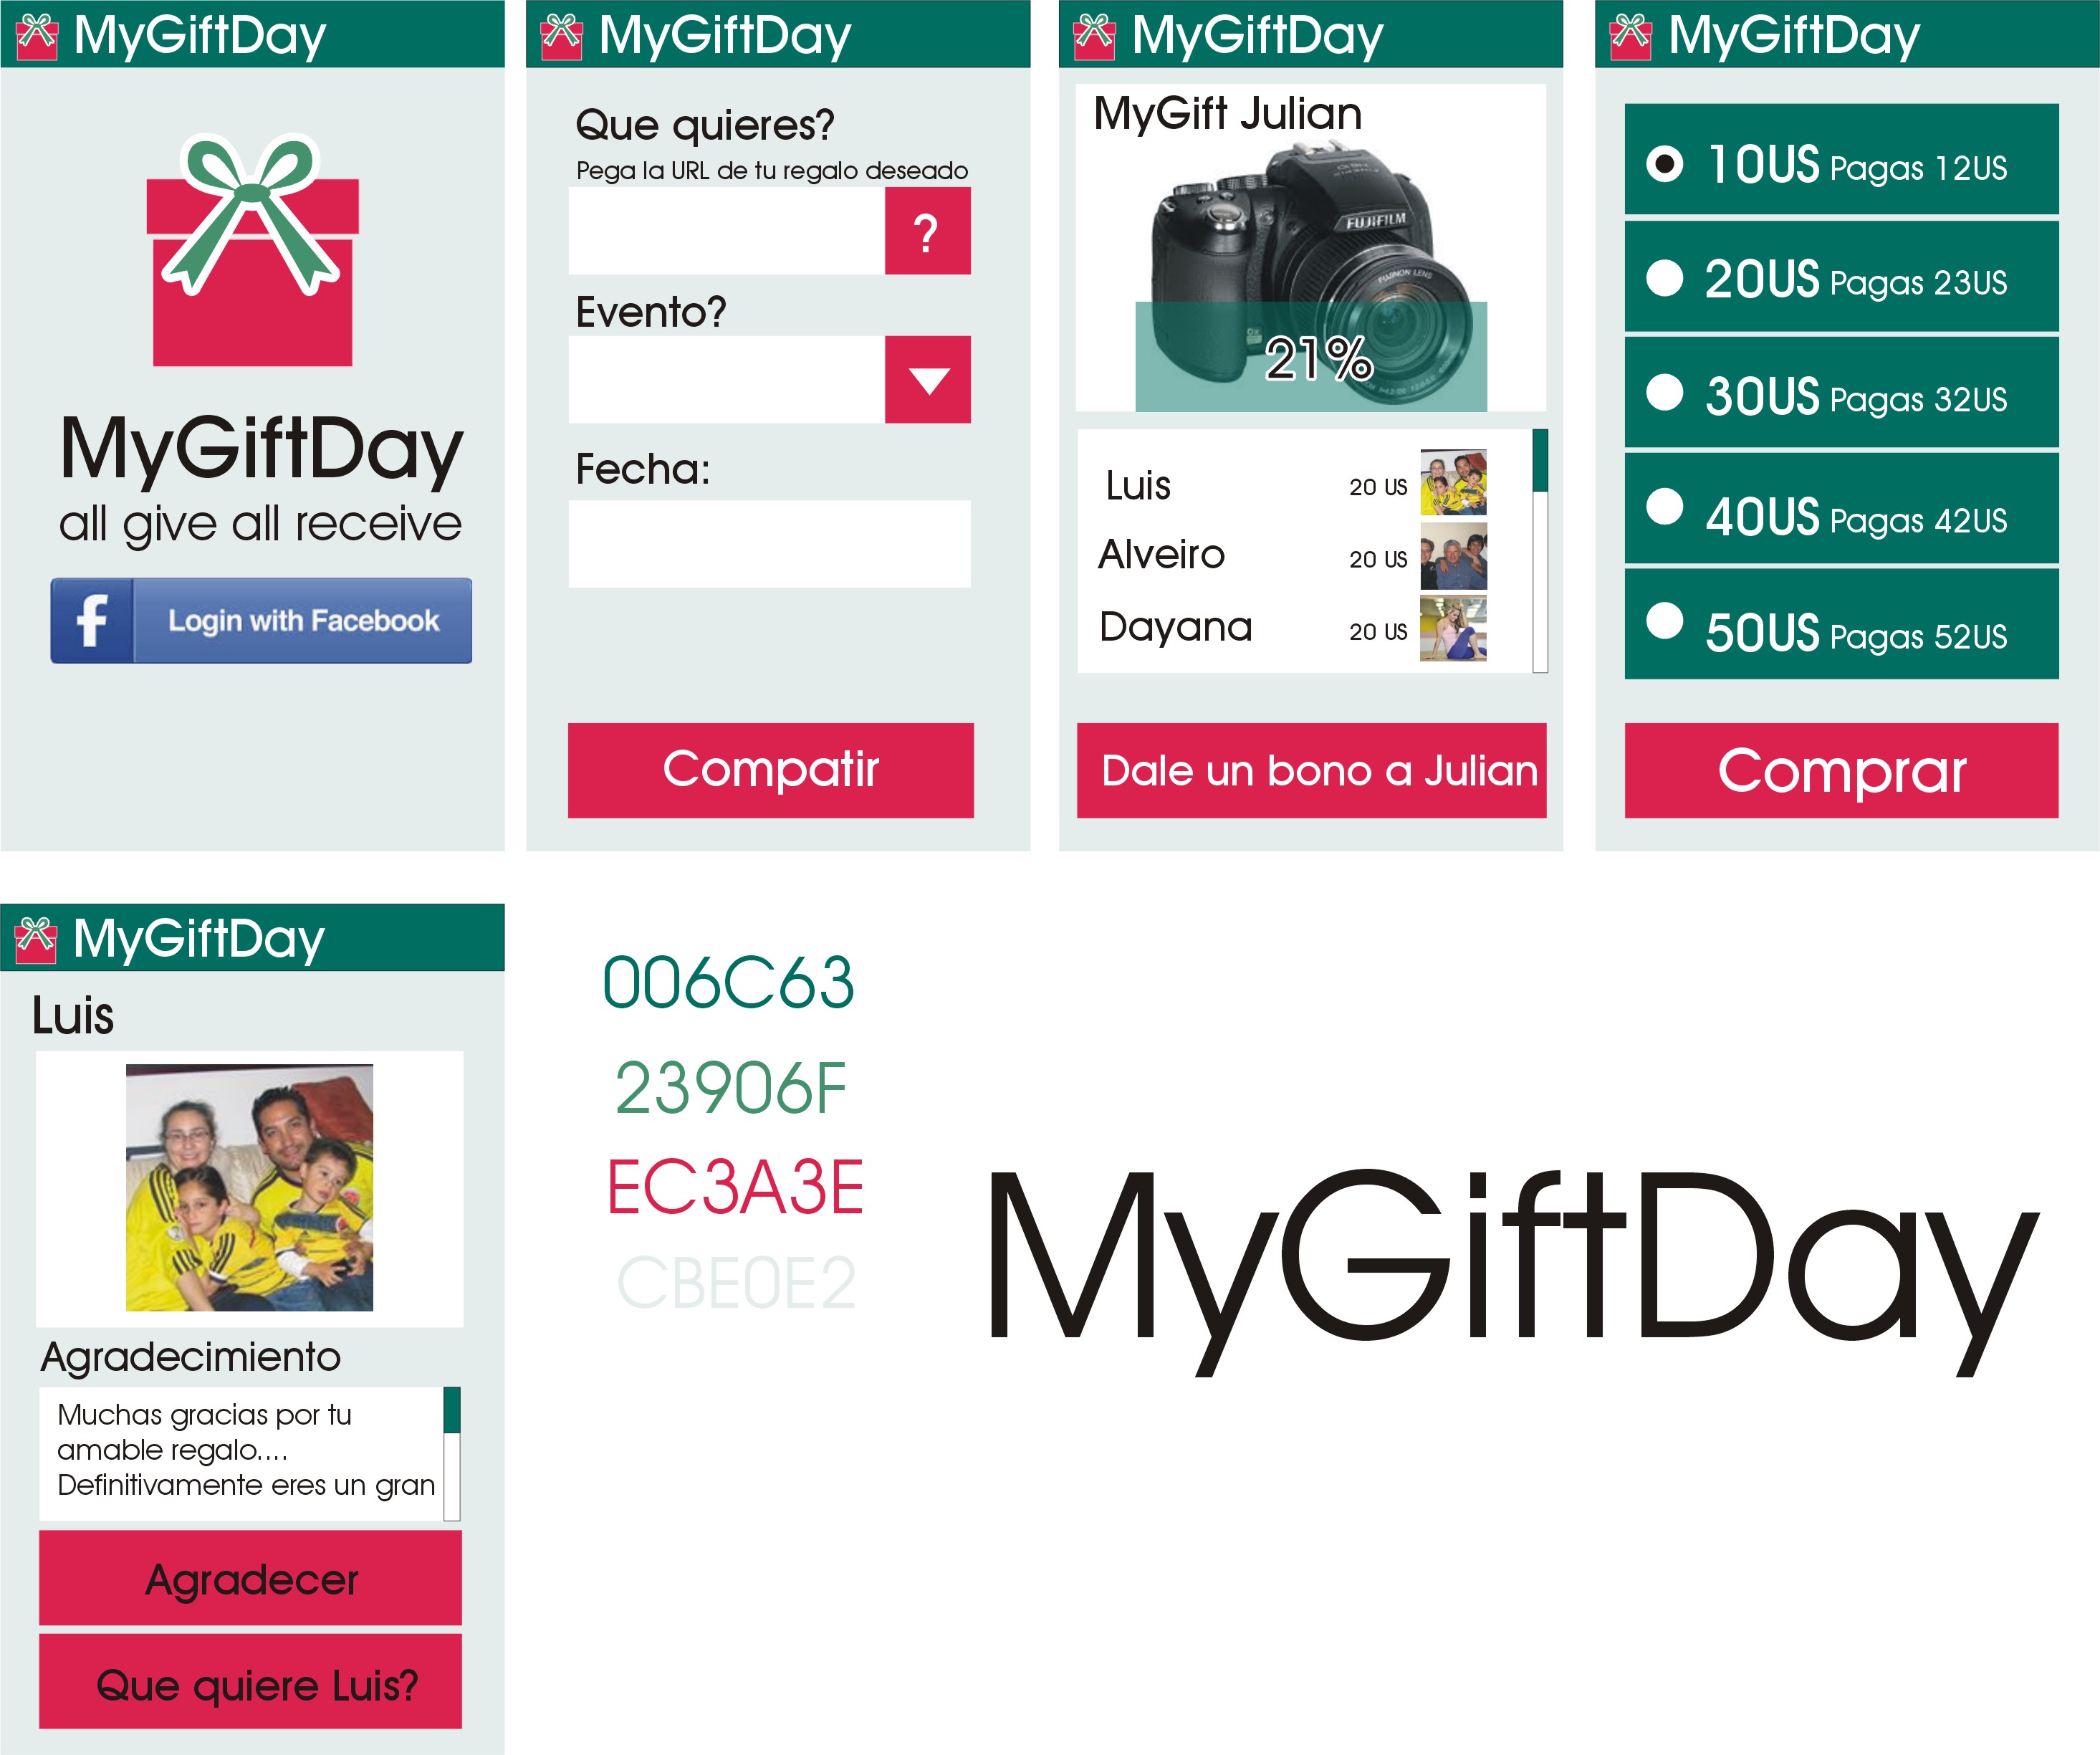 MyGiftDay
MyGiftDay
all give all receive
f Login with Facebook
MyGiftDay
Que quieres?
Pega la URL de tu regalo deseado
?
Evento?
Fecha:
Compatir
MyGiftDay
MyGift Julian
FUJIFILM
FUJINON LENS
21%
Luis 20 US
Alveiro 20 US
Dayana 20 US
Dale un bono a Julian
MyGiftDay
10US Pagas 12US
20US Pagas 23US
30US Pagas 32US
40US Pagas 42US
50US Pagas 52US
Comprar
MyGiftDay
Luis
Agradecimiento
Muchas gracias por tu
amable regalo....
Definitivamente eres un gran
Agradecer
Que quiere Luis?
006C63
23906F
EC3A3E
CBE0E2
MyGiftDay